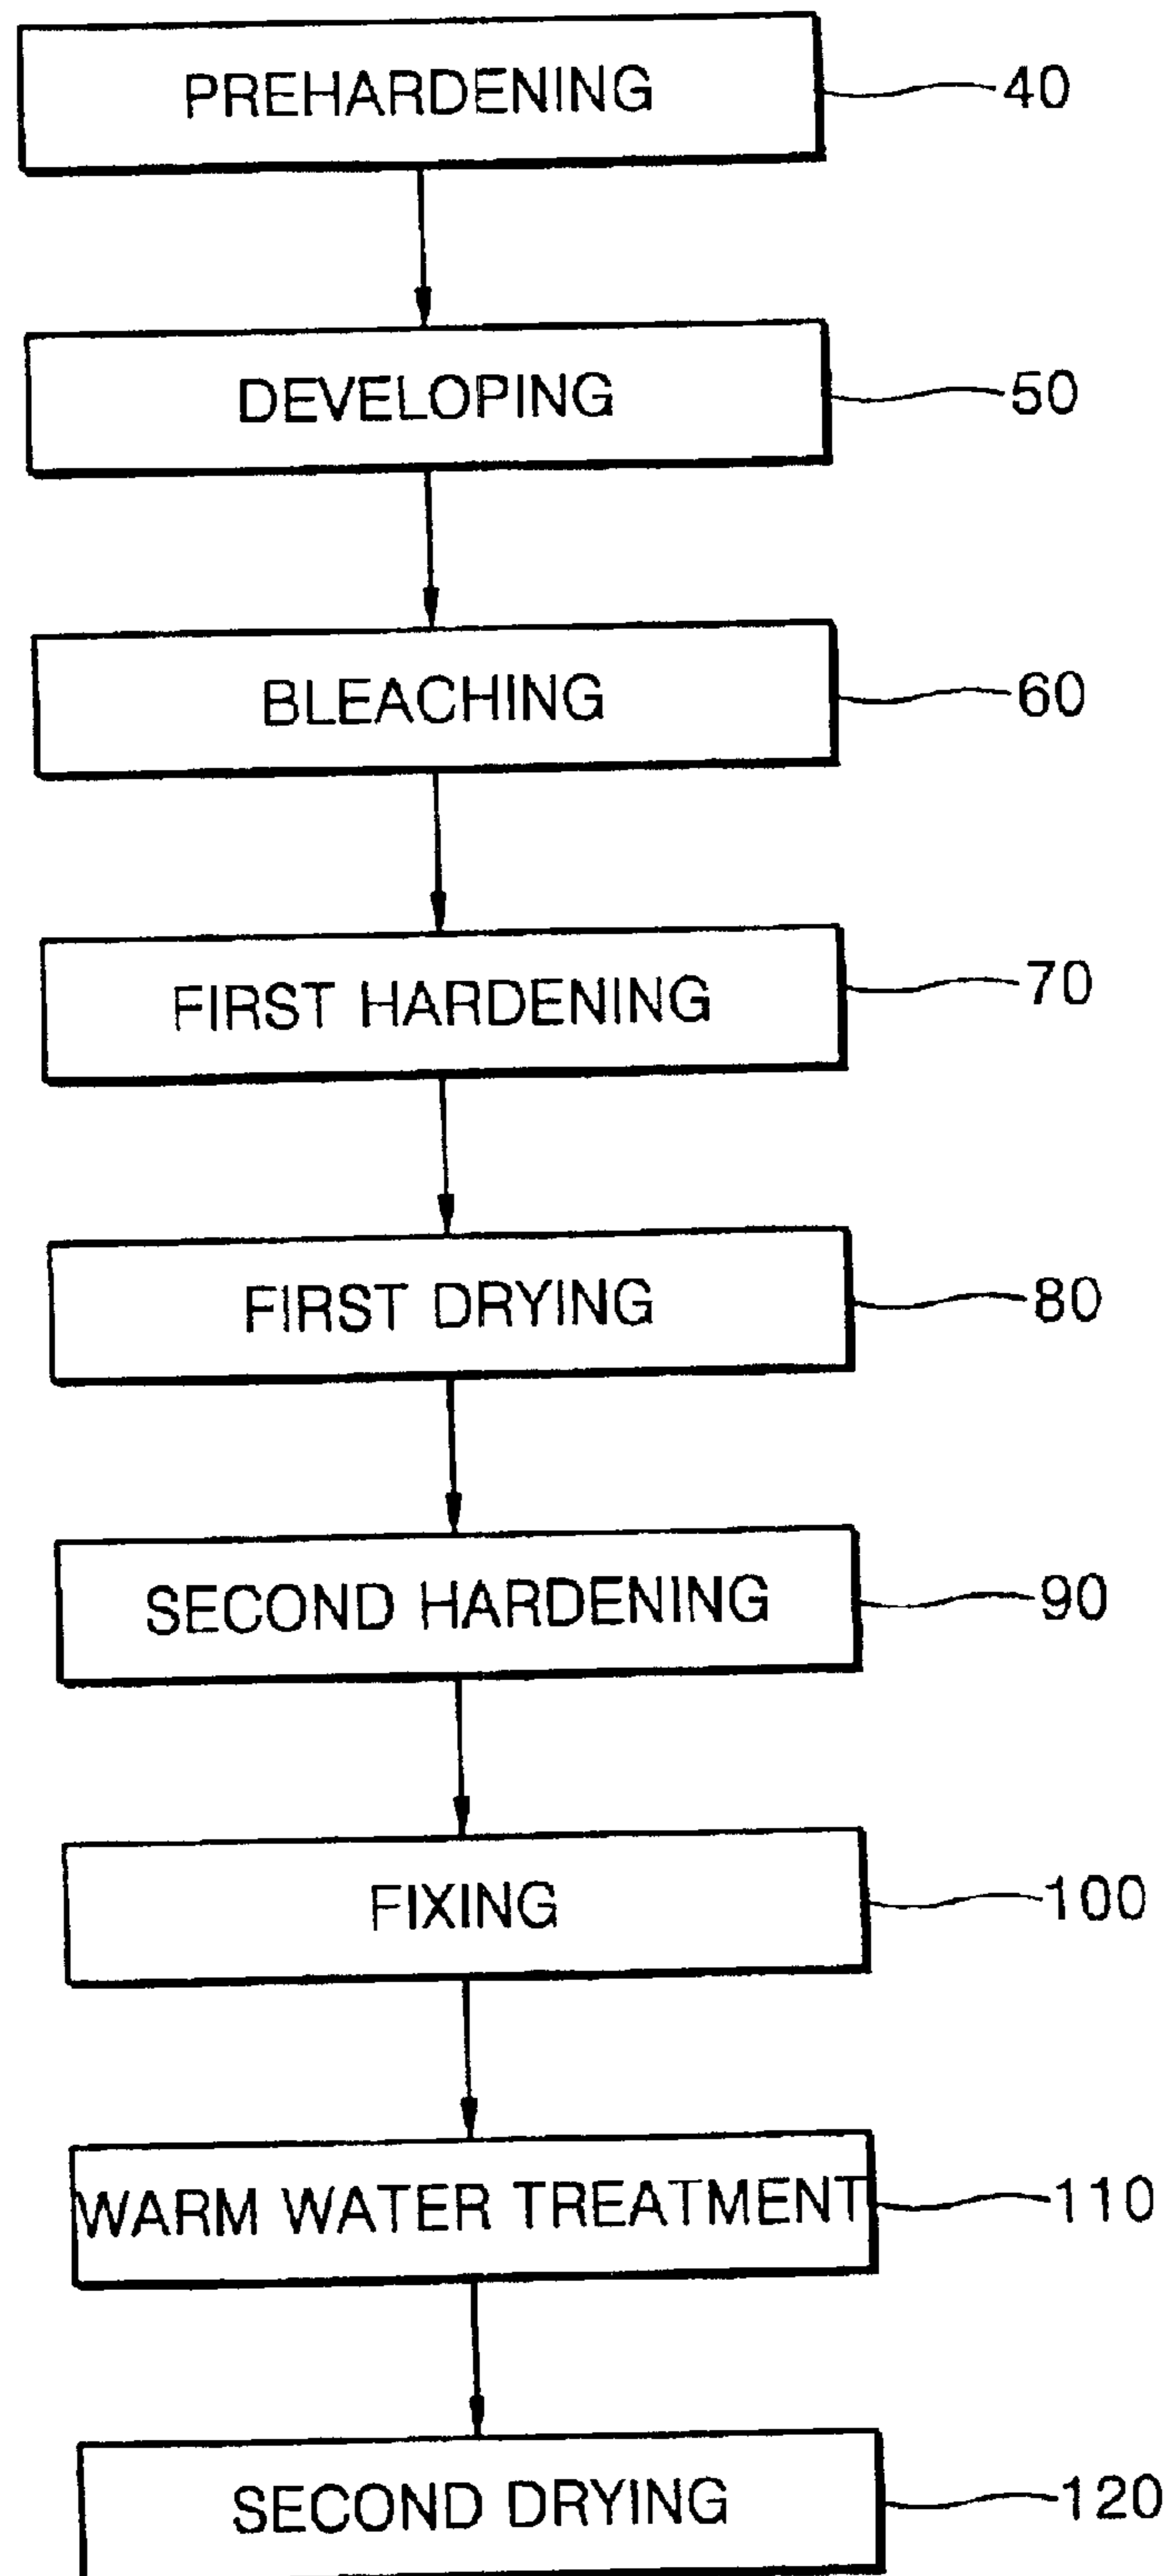 PREHARDENING 40
DEVELOPING 50
BLEACHING 60
FIRST HARDENING 70
FIRST DRYING 80
SECOND HARDENING 90
FIXING 100
WARM WATER TREATMENT 110
SECOND DRYING 120